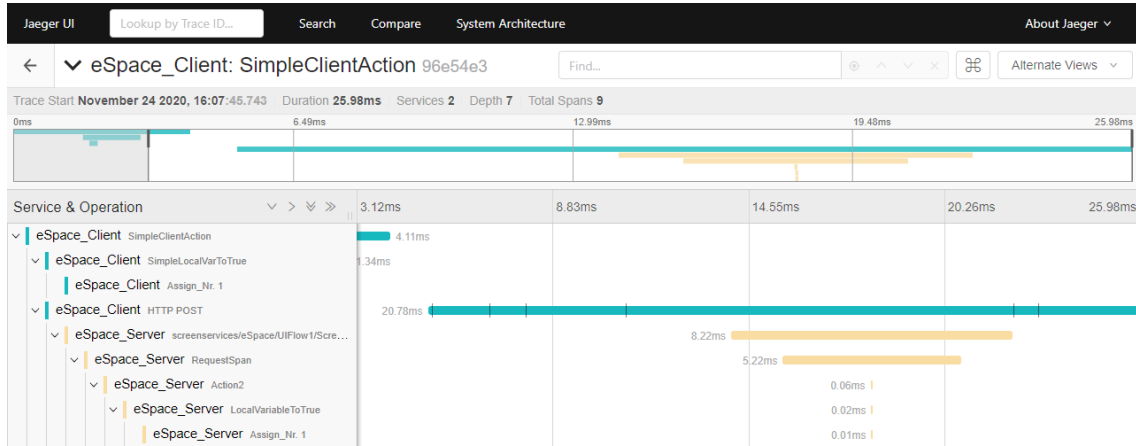 Jaeger UI Lookup by Trace ID... Search Compare System Architecture About Jaeger
eSpace_Client: SimpleClientAction 96e54e3 Find... Alternate Views
Trace Start November 24 2020, 16:07:45.743 Duration 25.98ms Services 2 Depth 7 Total Spans 9
0ms 6.49ms 12.99ms 19.48ms 25.98ms
Service & Operation 3.12ms 8.83ms 14.55ms 20.26ms 25.98ms
eSpace_Client SimpleClientAction 4.11ms
eSpace_Client SimpleLocalVarToTrue 1.34ms
eSpace_Client Assign_Nr. 1
eSpace_Client HTTP POST 20.78ms
eSpace_Server screenservices/eSpace/UIFlow1/Scre... 8.22ms
eSpace_Server RequestSpan 5.22ms
eSpace_Server Action2 0.06ms
eSpace_Server LocalVariableToTrue 0.02ms
eSpace_Server Assign_Nr. 1 0.01ms